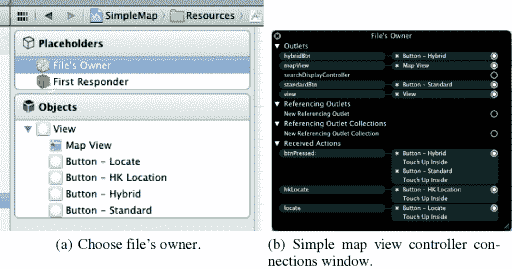 SimpleMap
Resources
Placeholders
File's Owner
First Responder
Objects
View
Map View
Button - Locate
Button - HK Location
Button - Hybrid
Button - Standard
(a) Choose file's owner.
File's Owner
Outlets
hybridBtn Button - Hybrid
mapView Map View
searchDisplayController
standardBtn Button - Standard
view View
Referencing Outlets
New Referencing Outlet
Referencing Outlet Collections
New Referencing Outlet Collection
Received Actions
btnPressed Button - Hybrid
Touch Up Inside
Button - Standard
Touch Up Inside
hkLocate Button - HK Location
Touch Up Inside
locate Button - Locate
Touch Up Inside
(b) Simple map view controller con-
nections window.